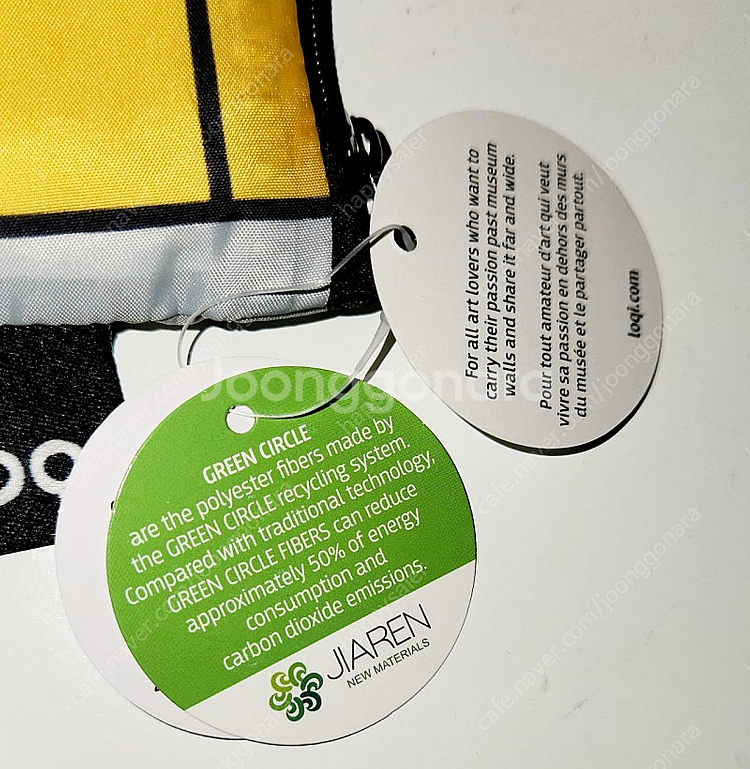 For all art lovers who want to
carry their passion past museum
walls and share it far and wide.
Pour tout amateur d'art qui veut
vivre sa passion en dehors des murs
du musée et le partager partout.
loqi.com
GREEN CIRCLE
are the polyester fibers made by
the GREEN CIRCLE recycling system.
Compared with traditional technology,
GREEN CIRCLE FIBERS can reduce
approximately 50% of energy
consumption and
carbon dioxide emissions.
JIAREN
NEW MATERIALS
Joonggonara
cafe.naver.com/joonggonara